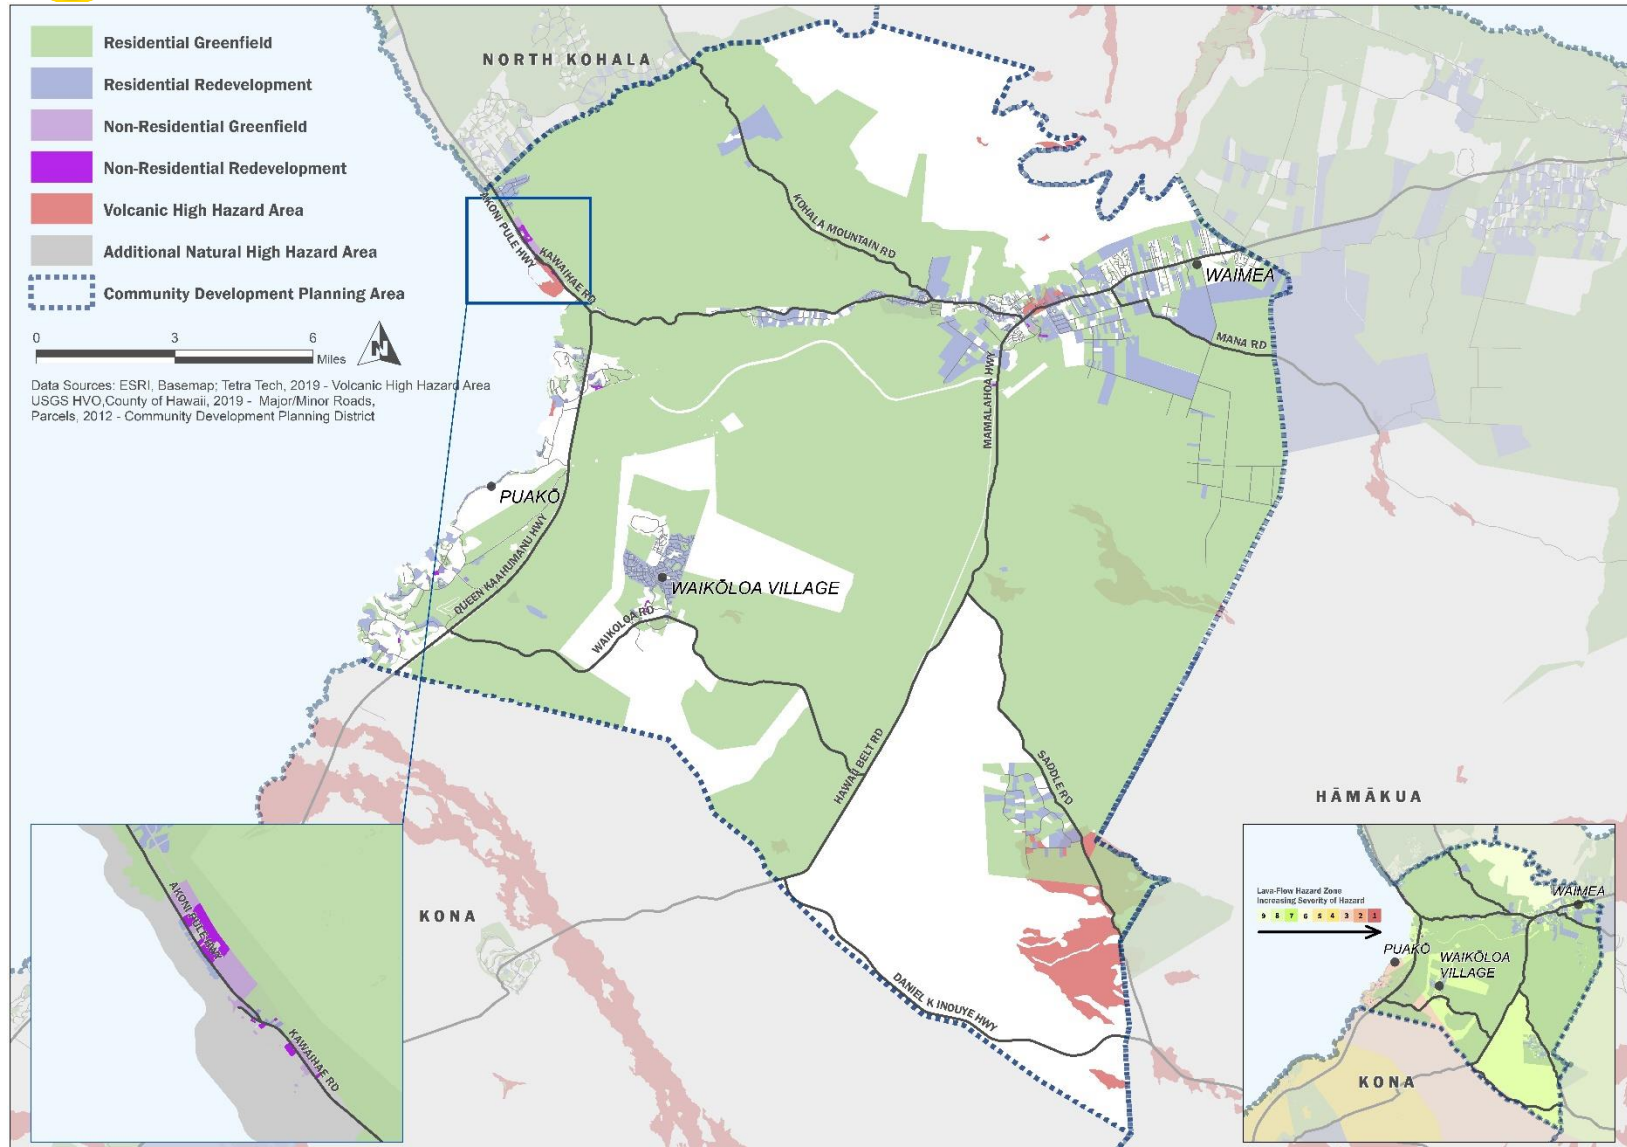 Residential Greenfield
Residential Redevelopment
Non-Residential Greenfield
Non-Residential Redevelopment
Volcanic High Hazard Area
Additional Natural High Hazard Area
Community Development Planning Area
0 3 6
Miles
N
Data Sources: ESRI, Basemap; Tetra Tech, 2019 - Volcanic High Hazard Area
USGS HVO,County of Hawaii, 2019 - Major/Minor Roads,
Parcels, 2012 - Community Development Planning District
NORTH KOHALA
AKONI PULE HWY
KAWAIHAE RD
KOHALA MOUNTAIN RD
WAIMEA
MANA RD
MAMALAHOA HWY
PUAKŌ
QUEEN KAAHUMANU HWY
WAIKŌLOA VILLAGE
WAIKOLOA RD
HAWAII BELT RD
SADDLE RD
HĀMĀKUA
KONA
DANIEL K INOUYE HWY
AKONI PULE HWY
KAWAIHAE RD
Lava-Flow Hazard Zone
Increasing Severity of Hazard
9 8 7 6 5 4 3 2 1
WAIMEA
PUAKŌ
WAIKŌLOA
VILLAGE
KONA